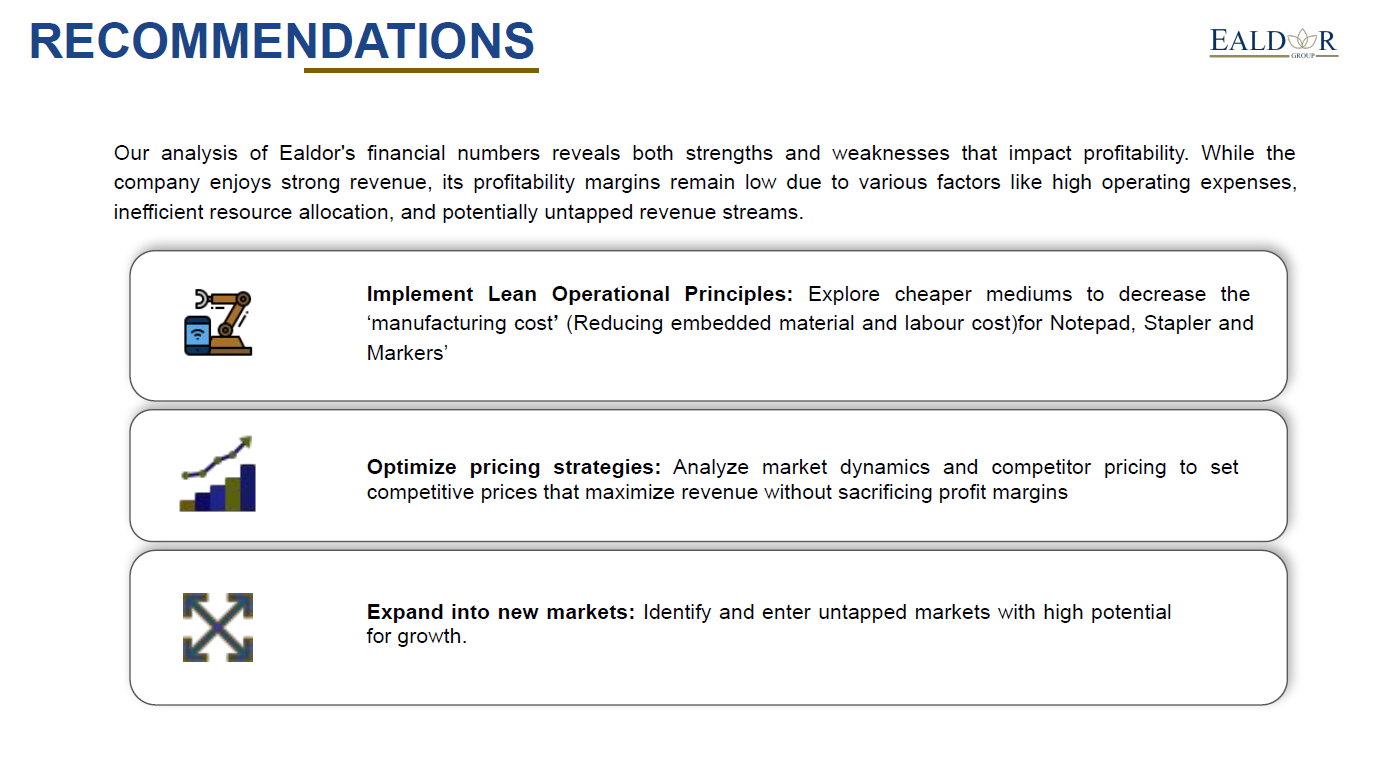 RECOMMENDATIONS
EALDOR
GROUP
Our analysis of Ealdor's financial numbers reveals both strengths and weaknesses that impact profitability. While the
company enjoys strong revenue, its profitability margins remain low due to various factors like high operating expenses,
inefficient resource allocation, and potentially untapped revenue streams.
Implement Lean Operational Principles: Explore cheaper mediums to decrease the
‘manufacturing cost’ (Reducing embedded material and labour cost)for Notepad, Stapler and
Markers’
Optimize pricing strategies: Analyze market dynamics and competitor pricing to set
competitive prices that maximize revenue without sacrificing profit margins
Expand into new markets: Identify and enter untapped markets with high potential
for growth.